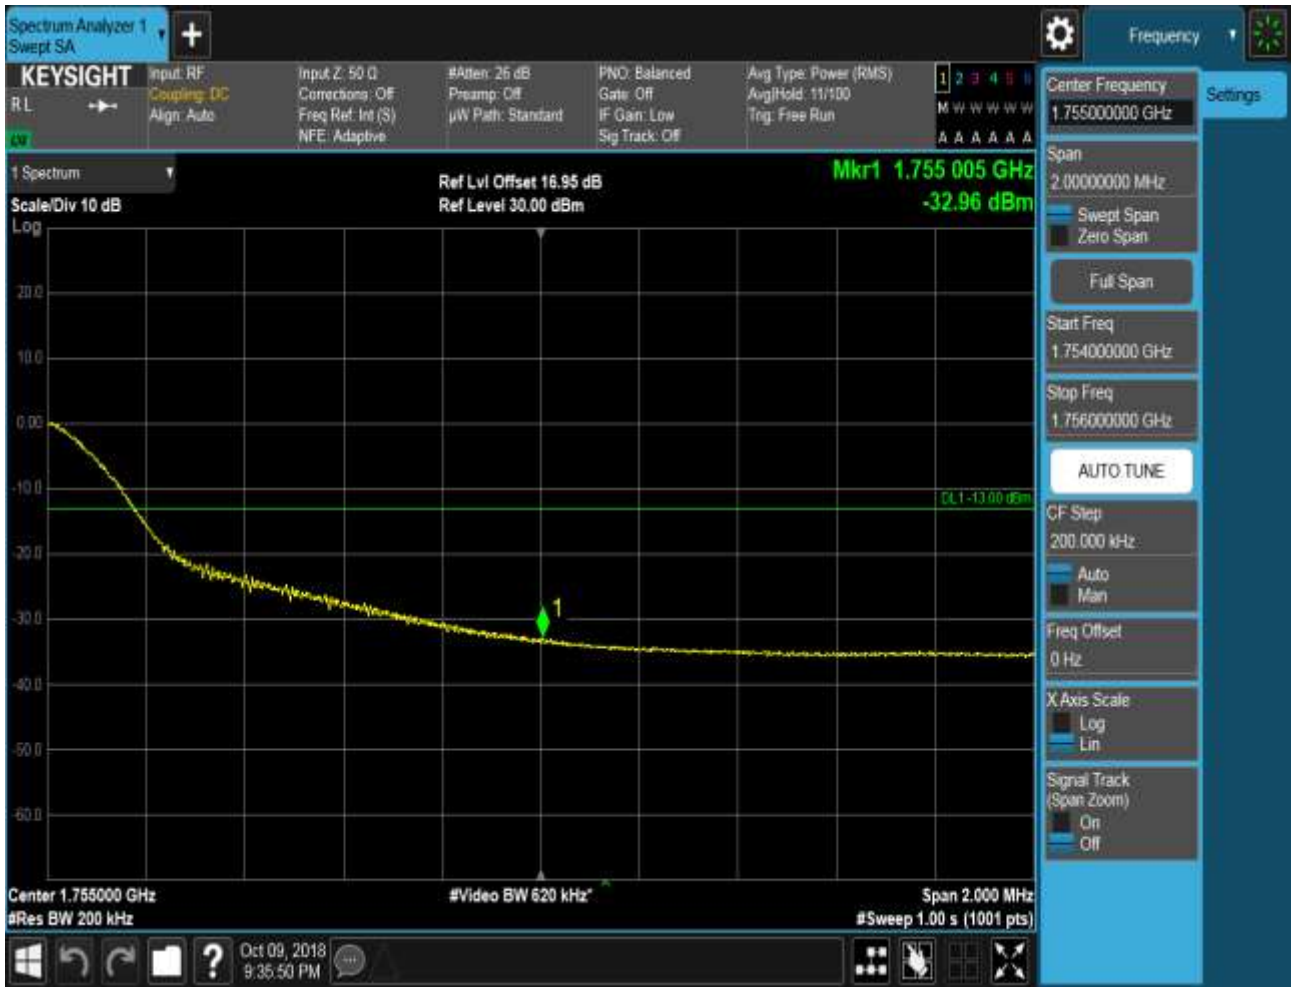 Spectrum Analyzer 1
Swept SA
+
Frequency
KEYSIGHT
RL
Input: RF
Coupling: DC
Align: Auto
Input Z: 50 Ω
Corrections: Off
Freq Ref: Int (S)
NFE: Adaptive
#Atten: 26 dB
Preamp: Off
µW Path: Standard
PNO: Balanced
Gate: Off
IF Gain: Low
Sig Track: Off
Avg Type: Power (RMS)
Avg|Hold: 11/100
Trig: Free Run
1 2 3 4 5 6
M W W W W W
A A A A A A
1 Spectrum
Scale/Div 10 dB
Log
Ref Lvl Offset 16.95 dB
Ref Level 30.00 dBm
Mkr1 1.755 005 GHz
-32.96 dBm
20.0
10.0
0.00
-10.0
-20.0
-30.0
-40.0
-50.0
-60.0
DL1 -13.00 dBm
1
Center 1.755000 GHz
#Res BW 200 kHz
#Video BW 620 kHz*
Span 2.000 MHz
#Sweep 1.00 s (1001 pts)
Center Frequency
1.755000000 GHz
Settings
Span
2.00000000 MHz
Swept Span
Zero Span
Full Span
Start Freq
1.754000000 GHz
Stop Freq
1.756000000 GHz
AUTO TUNE
CF Step
200.000 kHz
Auto
Man
Freq Offset
0 Hz
X Axis Scale
Log
Lin
Signal Track
(Span Zoom)
On
Off
?
Oct 09, 2018
9:35:50 PM